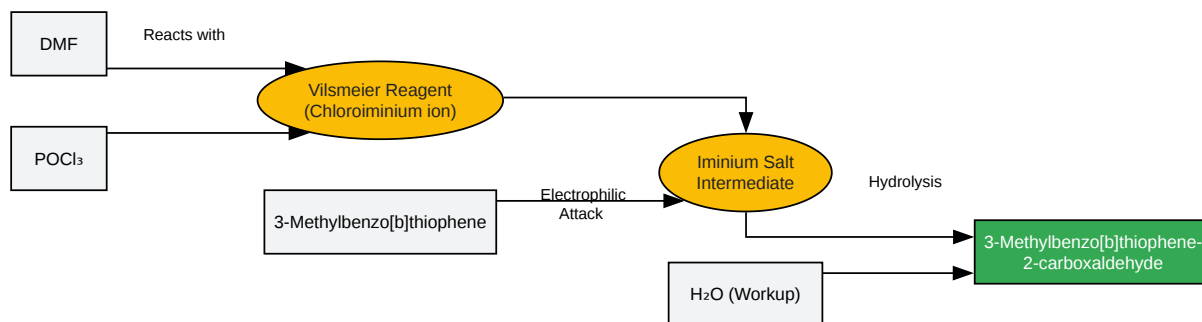 DMF
Reacts with
Vilsmeier Reagent
(Chloroiminium ion)
POCl₃
Iminium Salt
Intermediate
Hydrolysis
3-Methylbenzo[b]thiophene
Electrophilic
Attack
3-Methylbenzo[b]thiophene-
2-carboxaldehyde
H₂O (Workup)